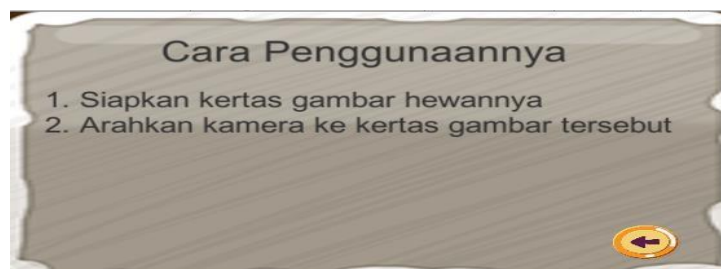 Cara Penggunaannya
1. Siapkan kertas gambar hewannya
2. Arahkan kamera ke kertas gambar tersebut